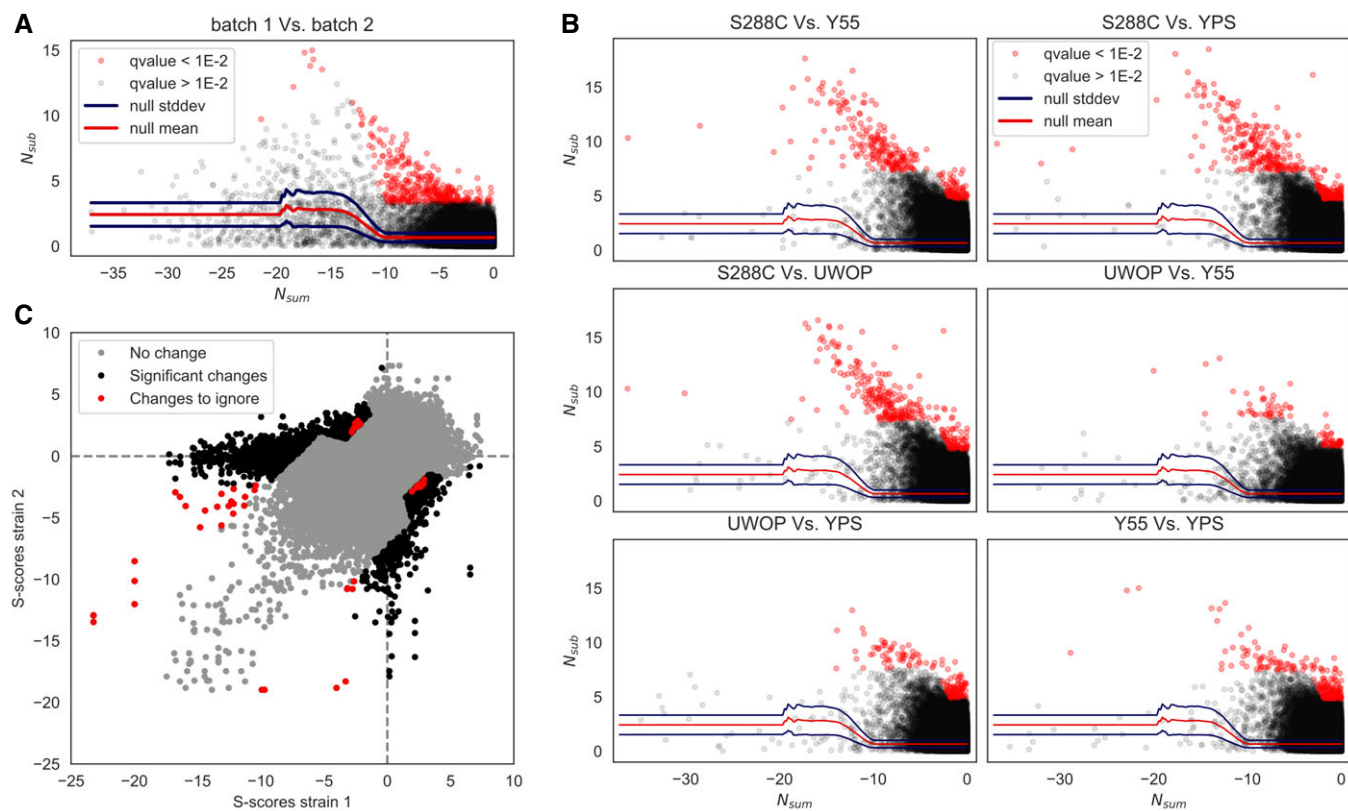 A
batch 1 Vs. batch 2
qvalue < 1E-2
qvalue > 1E-2
null stddev
null mean
N_sub
15
10
5
0
−35
−30
−25
−20
−15
−10
−5
0
N_sum
B
S288C Vs. Y55
N_sub
15
10
5
0
S288C Vs. YPS
qvalue < 1E-2
qvalue > 1E-2
null stddev
null mean
S288C Vs. UWOP
N_sub
15
10
5
0
UWOP Vs. Y55
UWOP Vs. YPS
N_sub
15
10
5
0
−30
−20
−10
0
N_sum
Y55 Vs. YPS
−30
−20
−10
0
N_sum
C
No change
Significant changes
Changes to ignore
S-scores strain 2
10
5
0
−5
−10
−15
−20
−25
−25
−20
−15
−10
−5
0
5
10
S-scores strain 1